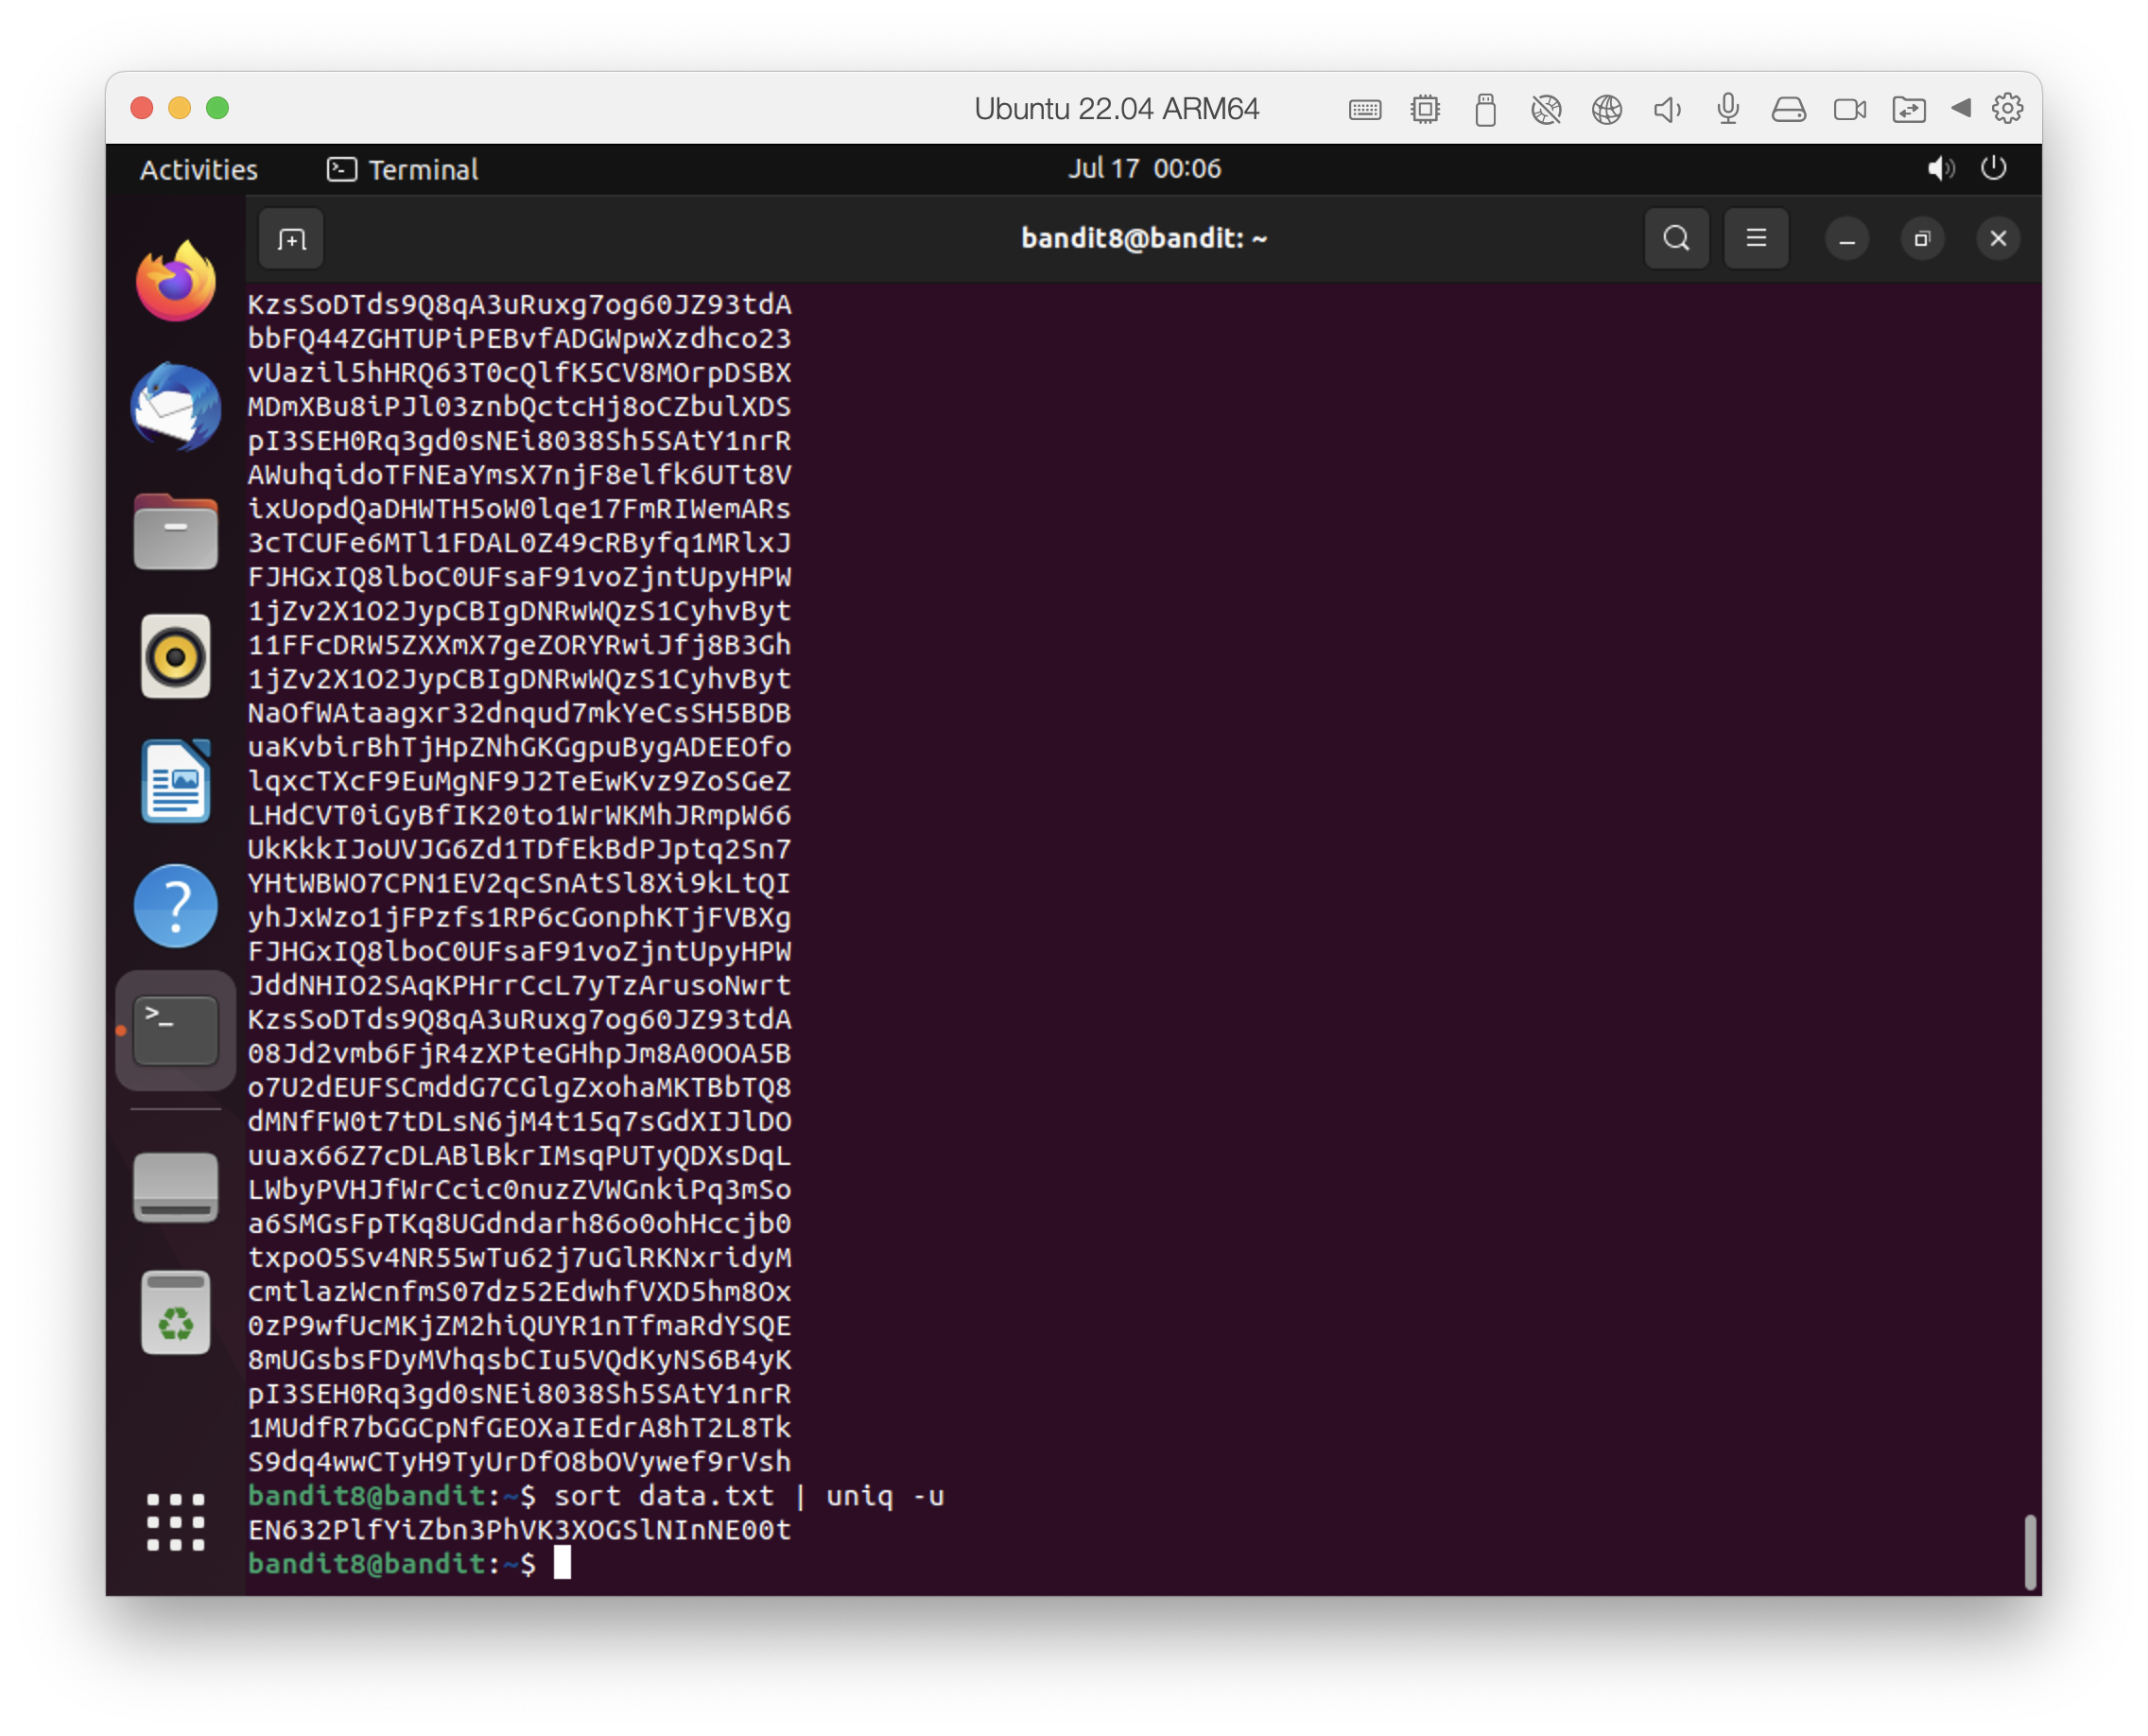 Ubuntu 22.04 ARM64
Activities
Terminal
Jul 17 00:06
bandit8@bandit: ~
KzsSoDTds9Q8qA3uRuxg7og60JZ93tdA
bbFQ44ZGHTUPiPEBvfADGWpwXzdhco23
vUazil5hHRQ63T0cQlfK5CV8MOrpDSBX
MDmXBu8iPJl03znbQctcHj8oCZbulXDS
pI3SEH0Rq3gd0sNEi8038Sh5SAtY1nrR
AWuhqidoTFNEaYmsX7njF8elfk6UTt8V
ixUopdQaDHWTH5oW0lqe17FmRIWemARs
3cTCUFe6MTl1FDAL0Z49cRByfq1MRlxJ
FJHGxIQ8lboC0UFsaF91voZjntUpyHPW
1jZv2X1O2JypCBIgDNRwWQzS1CyhvByt
11FFcDRW5ZXXmX7geZORYRwiJfj8B3Gh
1jZv2X1O2JypCBIgDNRwWQzS1CyhvByt
NaOfWAtaagxr32dnqud7mkYeCsSH5BDB
uaKvbirBhTjHpZNhGKGgpuBygADEEOfo
lqxcTXcF9EuMgNF9J2TeEwKvz9ZoSGeZ
LHdCVT0iGyBfIK20to1WrWKMhJRmpW66
UkKkkIJoUVJG6Zd1TDfEkBdPJptq2Sn7
YHtWBWO7CPN1EV2qcSnAtSl8Xi9kLtQI
yhJxWzo1jFPzfs1RP6cGonphKTjFVBXg
FJHGxIQ8lboC0UFsaF91voZjntUpyHPW
JddNHIO2SAqKPHrrCcL7yTzArusoNwrt
KzsSoDTds9Q8qA3uRuxg7og60JZ93tdA
08Jd2vmb6FjR4zXPteGHhpJm8A0OOA5B
o7U2dEUFSCmddG7CGlgZxohaMKTBbTQ8
dMNfFW0t7tDLsN6jM4t15q7sGdXIJlDO
uuax66Z7cDLABlBkrIMsqPUTyQDXsDqL
LWbyPVHJfWrCcic0nuzZVWGnkiPq3mSo
a6SMGsFpTKq8UGdndarh86o0ohHccjb0
txpoO5Sv4NR55wTu62j7uGlRKNxridyM
cmtlazWcnfmS07dz52EdwhfVXD5hm8Ox
0zP9wfUcMKjZM2hiQUYR1nTfmaRdYSQE
8mUGsbsFDyMVhqsbCIu5VQdKyNS6B4yK
pI3SEH0Rq3gd0sNEi8038Sh5SAtY1nrR
1MUdfR7bGGCpNfGEOXaIEdrA8hT2L8Tk
S9dq4wwCTyH9TyUrDfO8bOVywef9rVsh
bandit8@bandit:~$ sort data.txt | uniq -u
EN632PlfYiZbn3PhVK3XOGSlNInNE00t
bandit8@bandit:~$